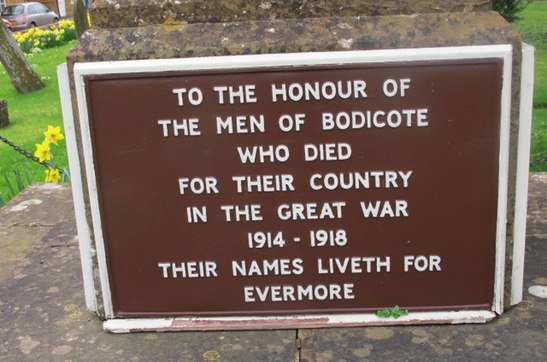 TO THE HONOUR OF
THE MEN OF BODICOTE
WHO DIED
FOR THEIR COUNTRY
IN THE GREAT WAR
1914 - 1918
THEIR NAMES LIVETH FOR
EVERMORE